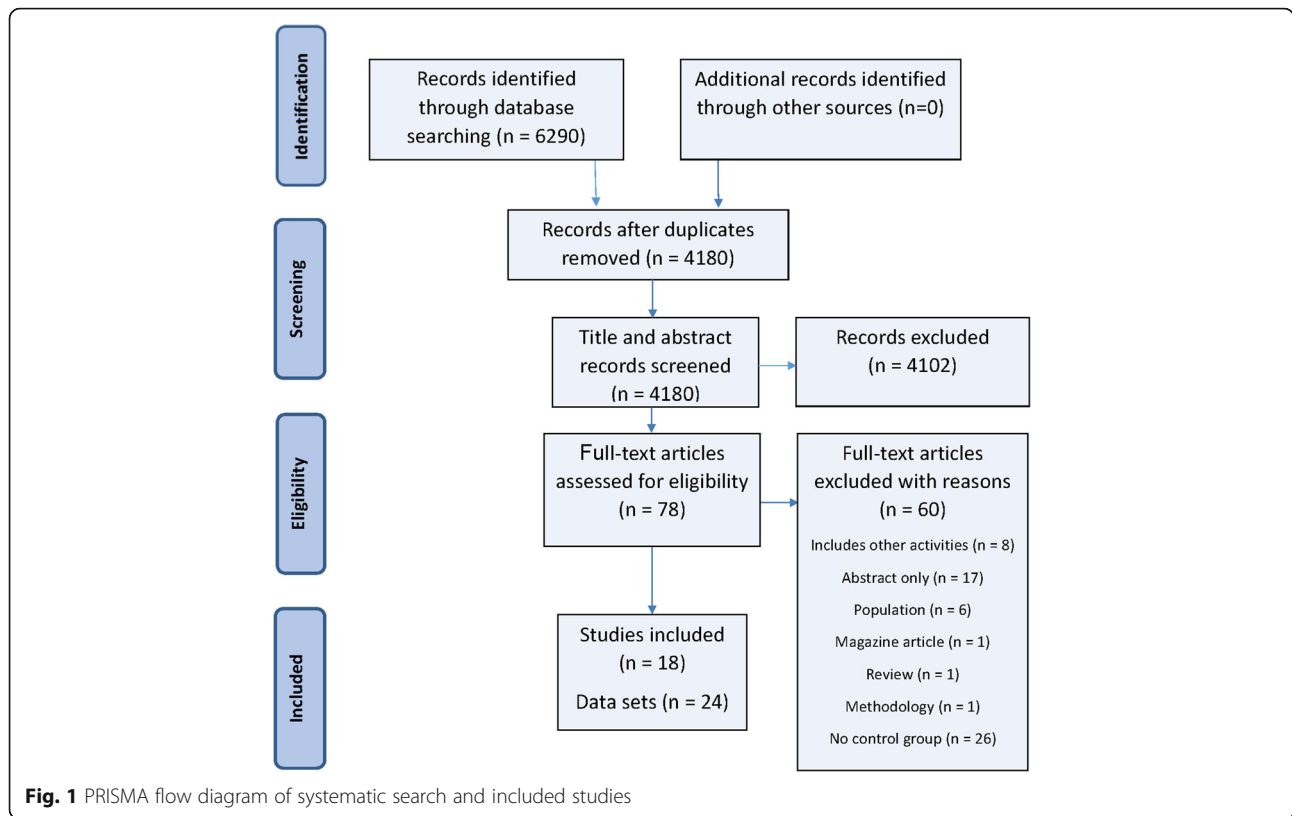 Identification
Records identified
through database
searching (n = 6290)
Additional records identified
through other sources (n=0)
Screening
Records after duplicates
removed (n = 4180)
Title and abstract
records screened
(n = 4180)
Records excluded
(n = 4102)
Eligibility
Full-text articles
assessed for eligibility
(n = 78)
Full-text articles
excluded with reasons
(n = 60)
Includes other activities (n = 8)
Abstract only (n = 17)
Population (n = 6)
Magazine article (n = 1)
Review (n = 1)
Methodology (n = 1)
No control group (n = 26)
Included
Studies included
(n = 18)
Data sets (n = 24)
Fig. 1 PRISMA flow diagram of systematic search and included studies